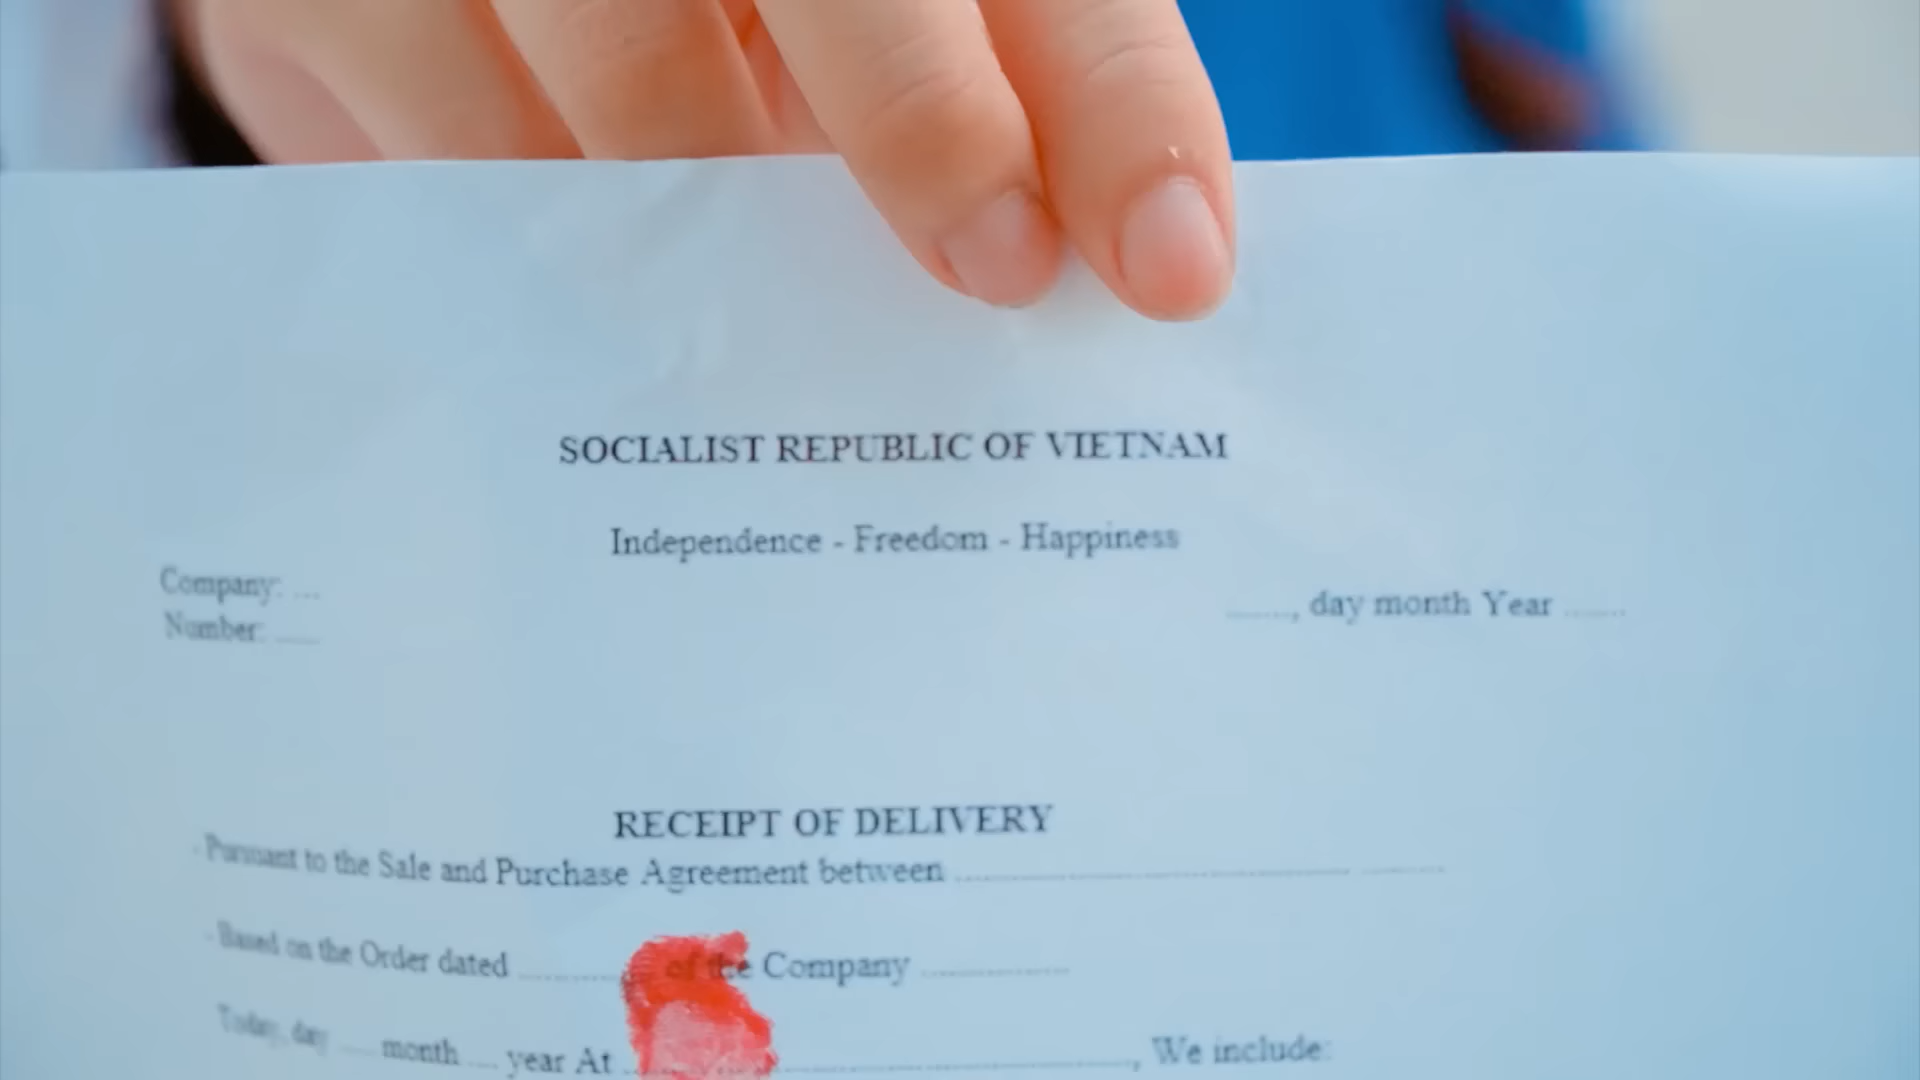 SOCIALIST REPUBLIC OF VIETNAM
Independence - Freedom - Happiness
Company: ...
Number: .....
......., day month Year .......
RECEIPT OF DELIVERY
- Pursuant to the Sale and Purchase Agreement between ........................................................
- Based on the Order dated ............... of the Company .................
Today, day ..... month .... year At ................................................, We include: